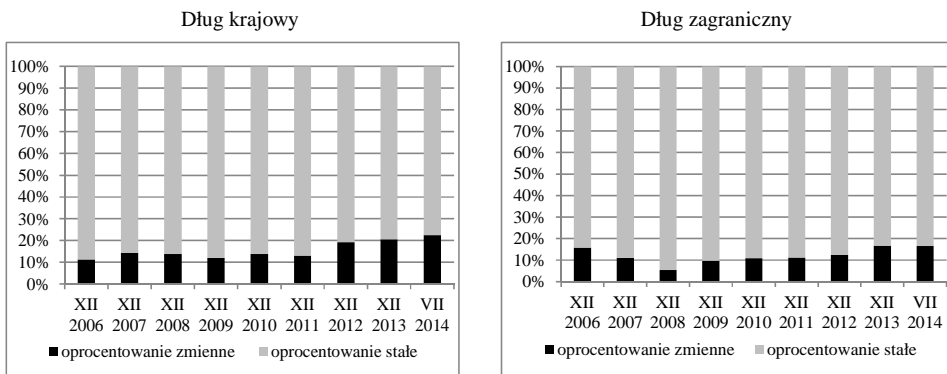 Dług krajowy
100%
90%
80%
70%
60%
50%
40%
30%
20%
10%
0%
XII XII XII XII XII XII XII XII VII
2006 2007 2008 2009 2010 2011 2012 2013 2014
oprocentowanie zmienne oprocentowanie stałe
Dług zagraniczny
100%
90%
80%
70%
60%
50%
40%
30%
20%
10%
0%
XII XII XII XII XII XII XII XII VII
2006 2007 2008 2009 2010 2011 2012 2013 2014
oprocentowanie zmienne oprocentowanie stałe